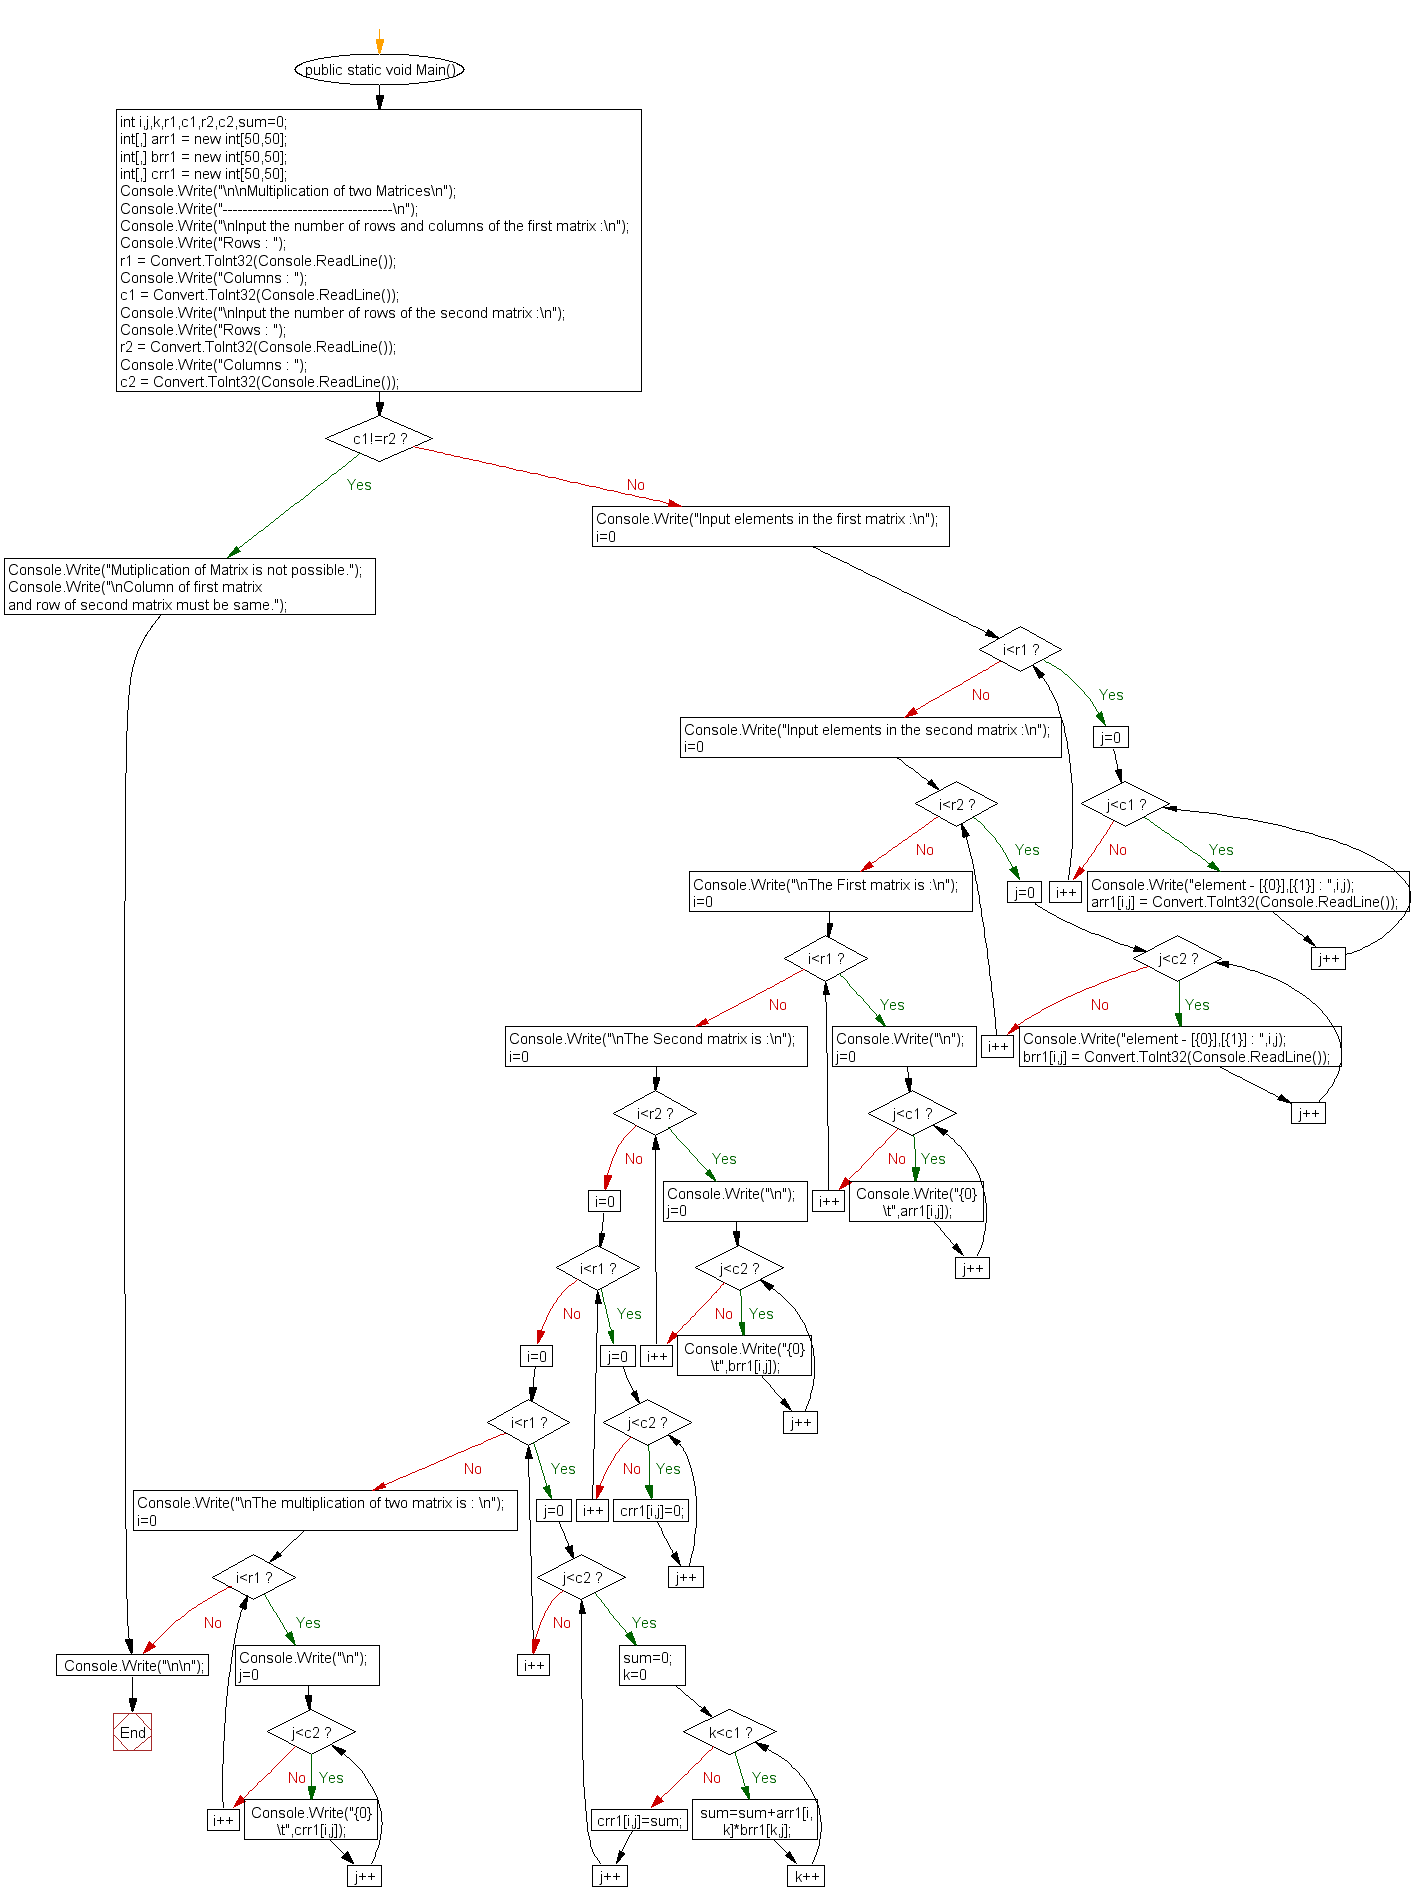 public static void Main()
int i,j,k,r1,c1,r2,c2,sum=0;
int[,] arr1 = new int[50,50];
int[,] brr1 = new int[50,50];
int[,] crr1 = new int[50,50];
Console.Write("\n\nMultiplication of two Matrices\n");
Console.Write("----------------------------------\n");
Console.Write("\nInput the number of rows and columns of the first matrix :\n");
Console.Write("Rows : ");
r1 = Convert.ToInt32(Console.ReadLine());
Console.Write("Columns : ");
c1 = Convert.ToInt32(Console.ReadLine());
Console.Write("\nInput the number of rows of the second matrix :\n");
Console.Write("Rows : ");
r2 = Convert.ToInt32(Console.ReadLine());
Console.Write("Columns : ");
c2 = Convert.ToInt32(Console.ReadLine());
c1!=r2 ?
Yes
No
Console.Write("Input elements in the first matrix :\n");
i=0
Console.Write("Mutiplication of Matrix is not possible.");
Console.Write("\nColumn of first matrix
and row of second matrix must be same.");
i<r1 ?
No
Yes
Console.Write("Input elements in the second matrix :\n");
i=0
j=0
i<r2 ?
j<c1 ?
No
Yes
No
Yes
Console.Write("\nThe First matrix is :\n");
i=0
j=0
i++
Console.Write("element - [{0}],[{1}] : ",i,j);
arr1[i,j] = Convert.ToInt32(Console.ReadLine());
i<r1 ?
j<c2 ?
j++
No
Yes
No
Yes
Console.Write("\nThe Second matrix is :\n");
i=0
Console.Write("\n");
j=0
i++
Console.Write("element - [{0}],[{1}] : ",i,j);
brr1[i,j] = Convert.ToInt32(Console.ReadLine());
i<r2 ?
j<c1 ?
j++
No
Yes
No
Yes
i=0
Console.Write("\n");
j=0
i++
Console.Write("{0}
\t",arr1[i,j]);
i<r1 ?
j<c2 ?
j++
No
Yes
No
Yes
i=0
j=0
i++
Console.Write("{0}
\t",brr1[i,j]);
i<r1 ?
j<c2 ?
j++
No
Yes
No
Yes
Console.Write("\nThe multiplication of two matrix is : \n");
i=0
j=0
i++
crr1[i,j]=0;
i<r1 ?
j<c2 ?
j++
No
Yes
No
Yes
Console.Write("\n\n");
Console.Write("\n");
j=0
i++
sum=0;
k=0
End
j<c2 ?
k<c1 ?
No
Yes
No
Yes
i++
Console.Write("{0}
\t",crr1[i,j]);
crr1[i,j]=sum;
sum=sum+arr1[i,
k]*brr1[k,j];
j++
j++
k++